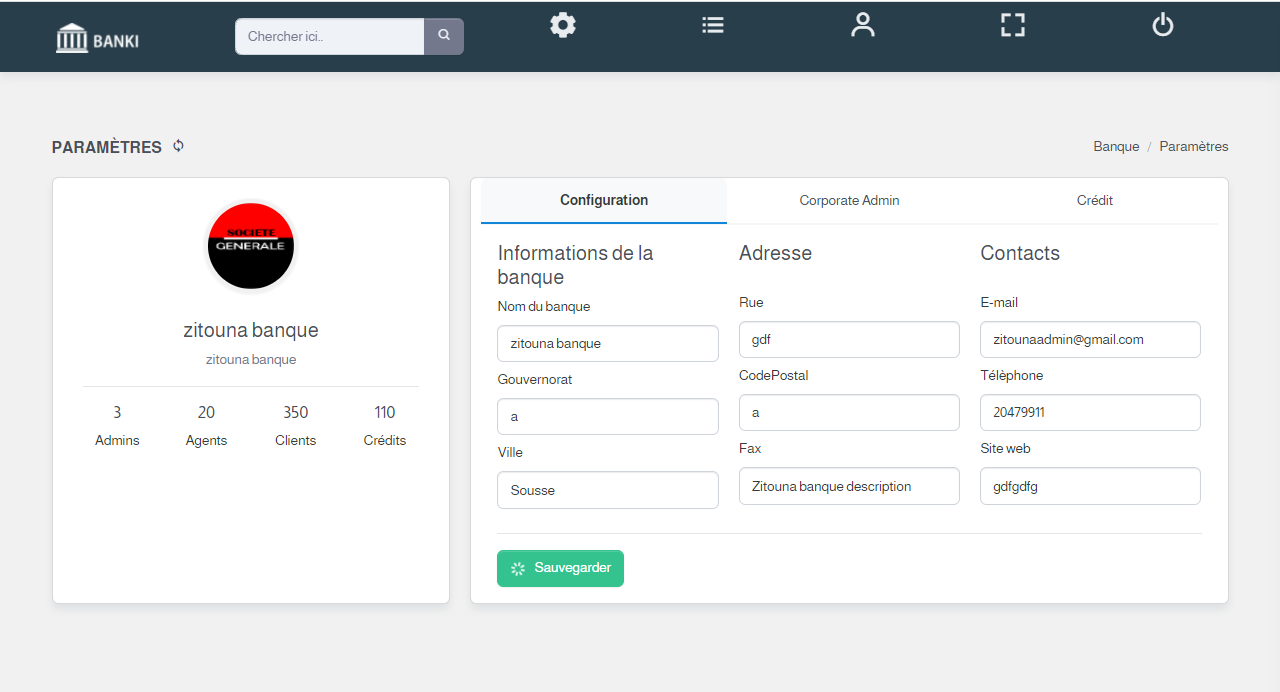 BANKI
Chercher ici..
PARAMÈTRES
Banque / Paramètres
SOCIETE
GENERALE
zitouna banque
zitouna banque
3 20 350 110
Admins Agents Clients Crédits
Configuration Corporate Admin Crédit
Informations de la
banque
Nom du banque
zitouna banque
Gouvernorat
a
Ville
Sousse
Adresse
Rue
gdf
CodePostal
a
Fax
Zitouna banque description
Contacts
E-mail
zitounaadmin@gmail.com
Télèphone
20479911
Site web
gdfgdfg
Sauvegarder